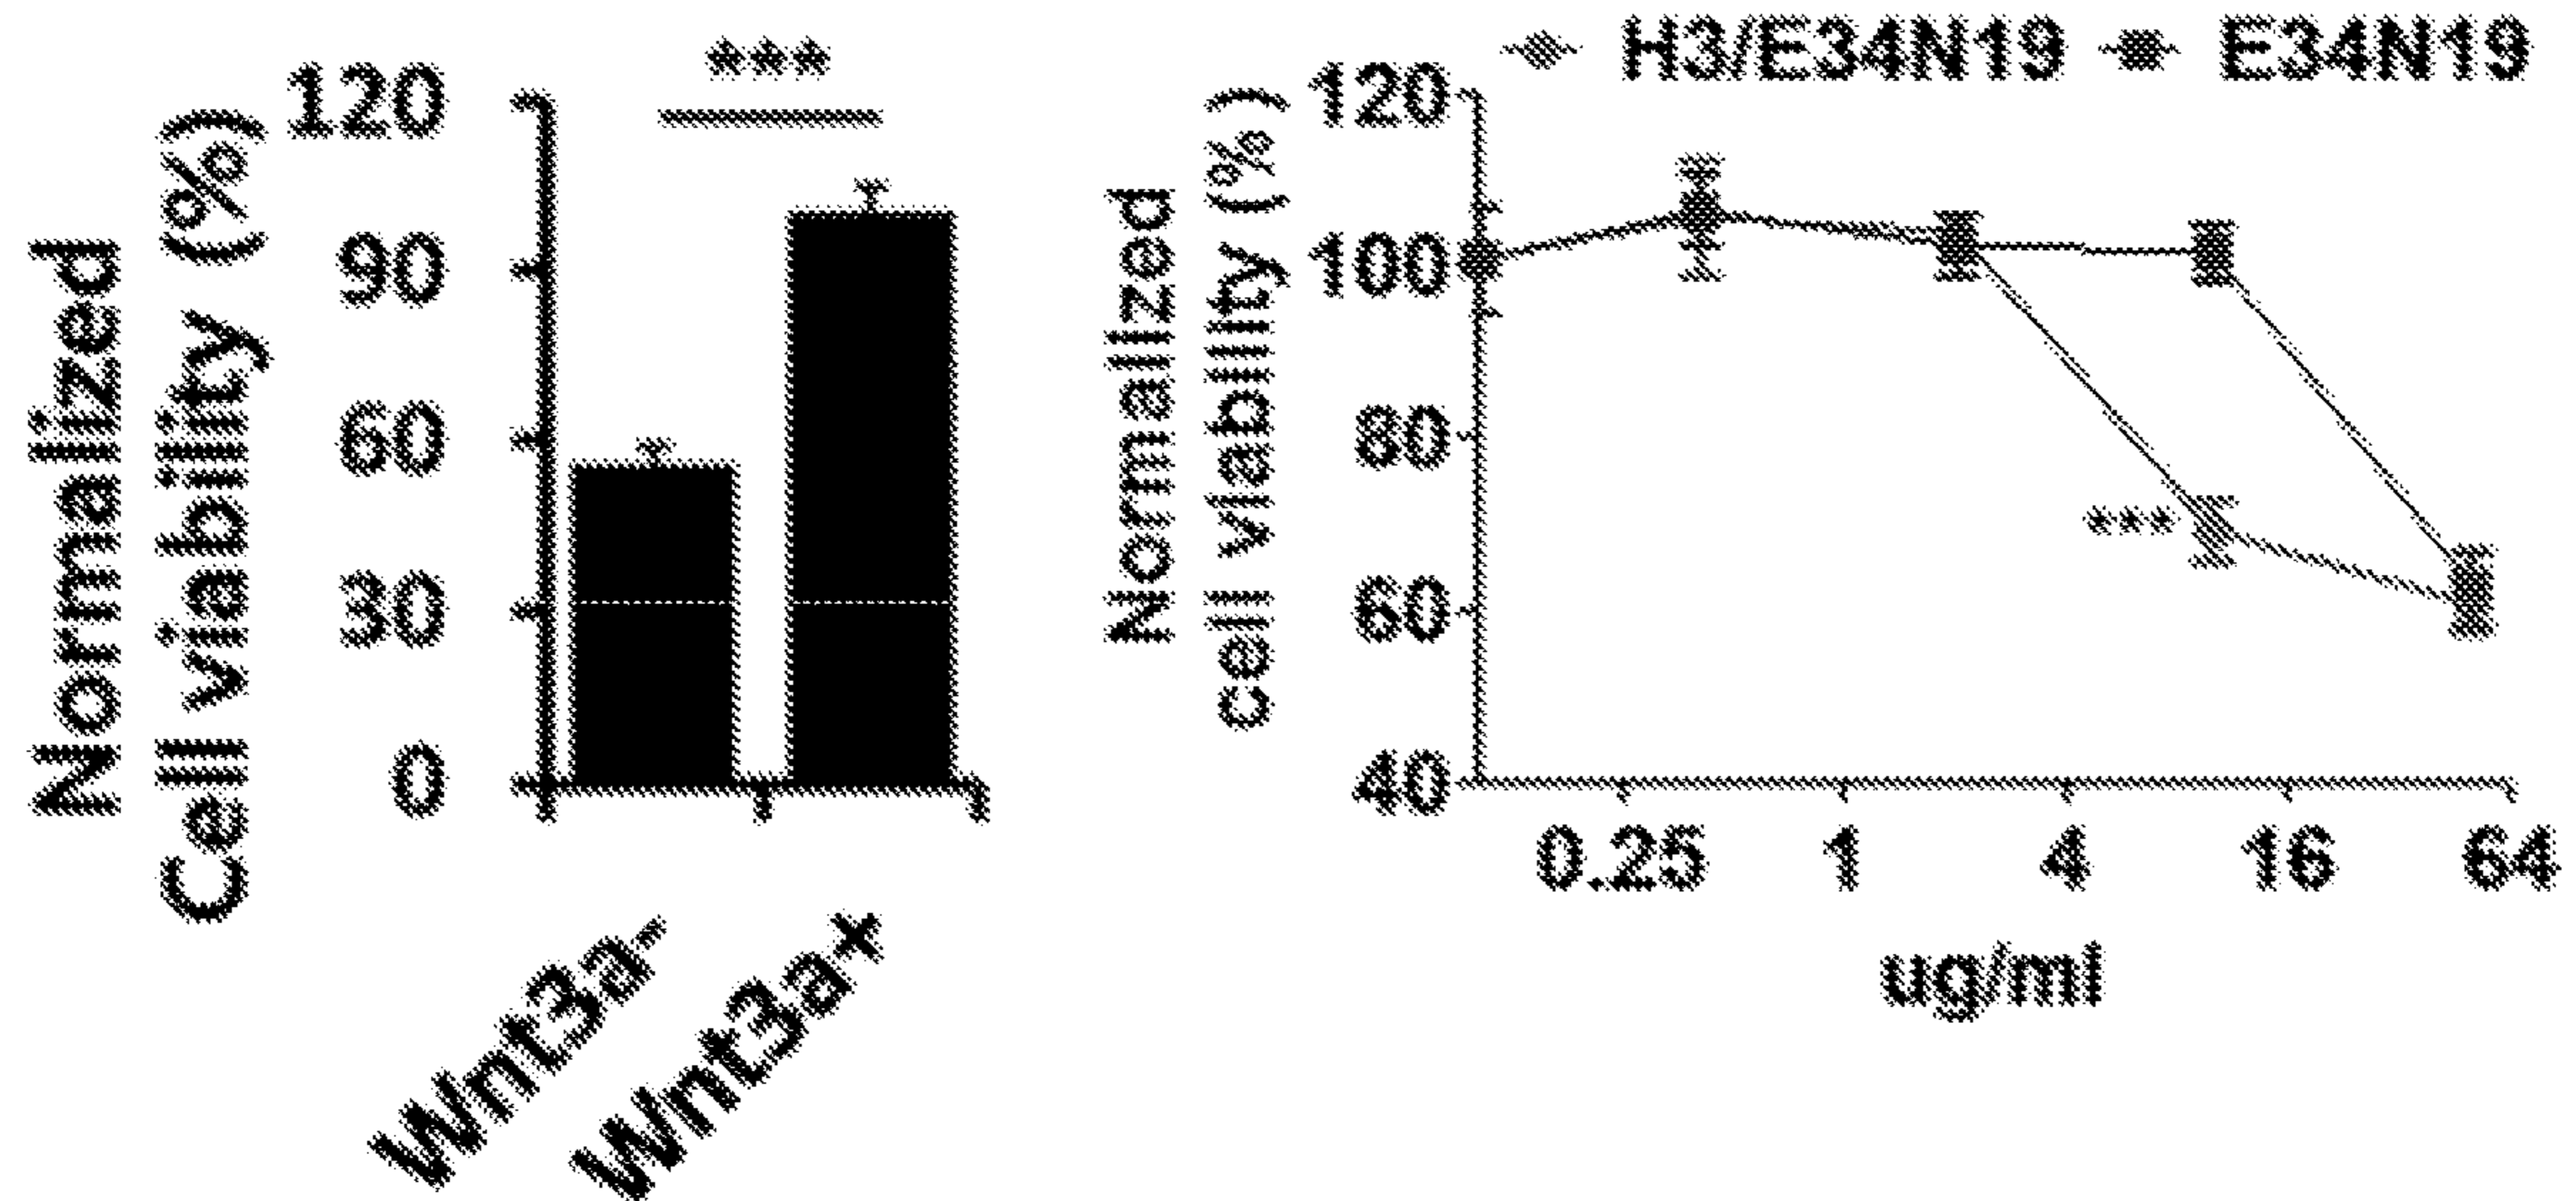 Normalized
Cell viability (%)
120
90
60
30
0
***
Wnt3a-
Wnt3a+
H3/E34N19
E34N19
Normalized
cell viability (%)
120
100
80
60
40
***
0.25
1
4
16
64
ug/ml